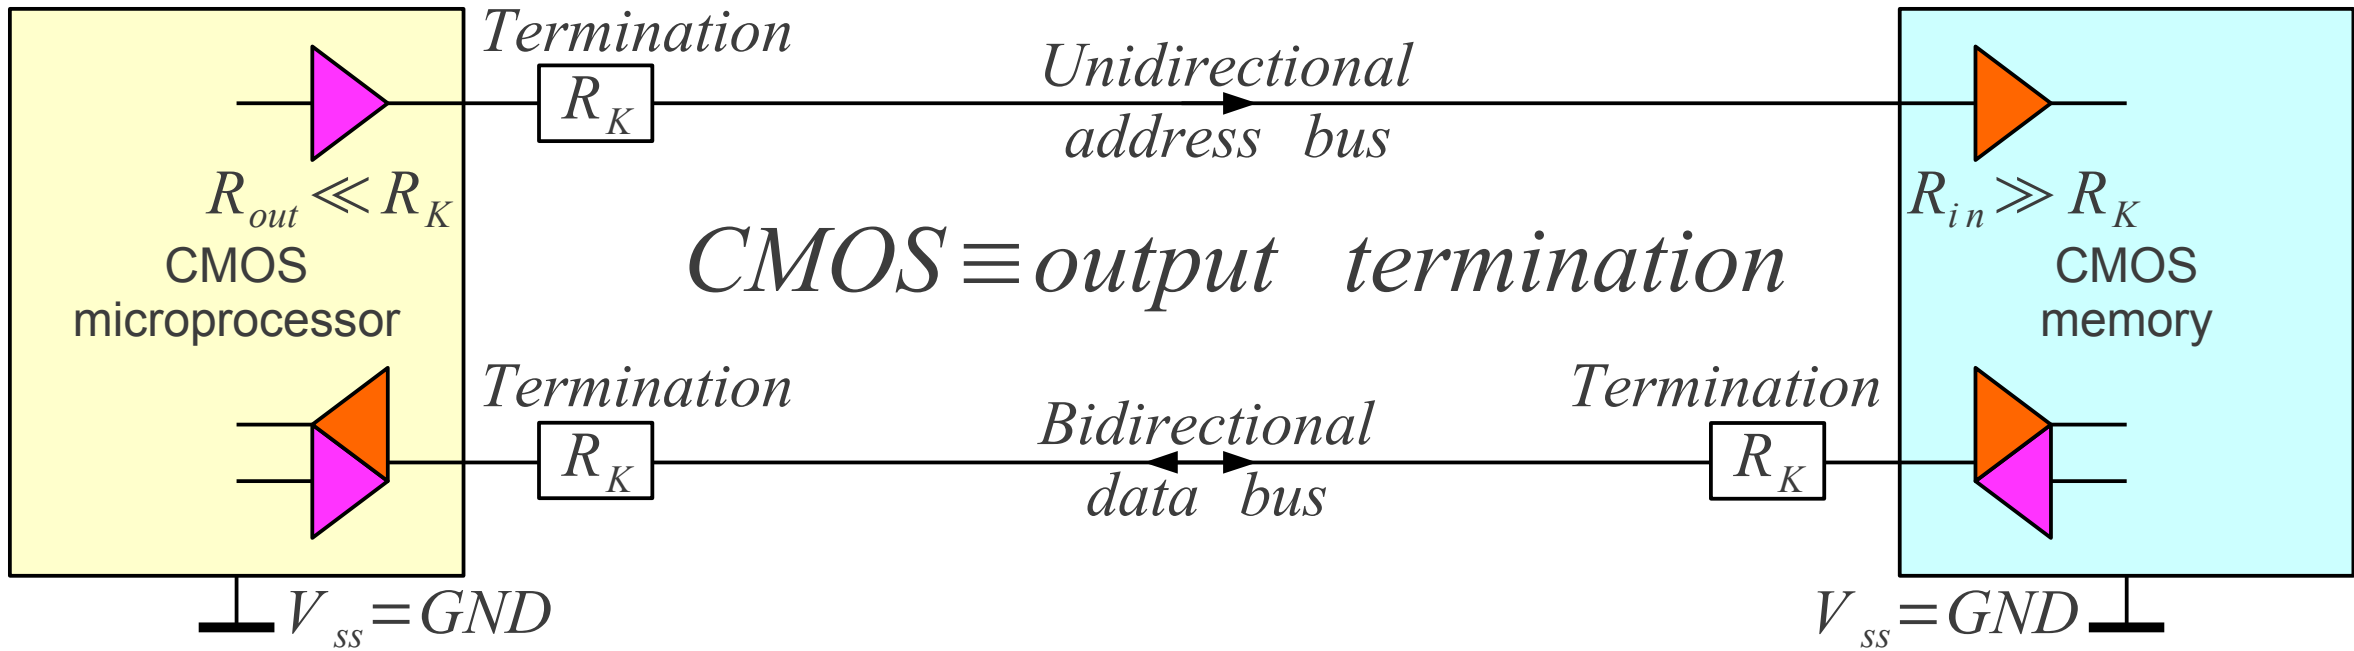 Termination
R_K
Unidirectional
address bus
R_out ≪ R_K
R_in ≫ R_K
CMOS
microprocessor
CMOS ≡ output termination
CMOS
memory
Termination
R_K
Bidirectional
data bus
Termination
R_K
V_ss = GND
V_ss = GND